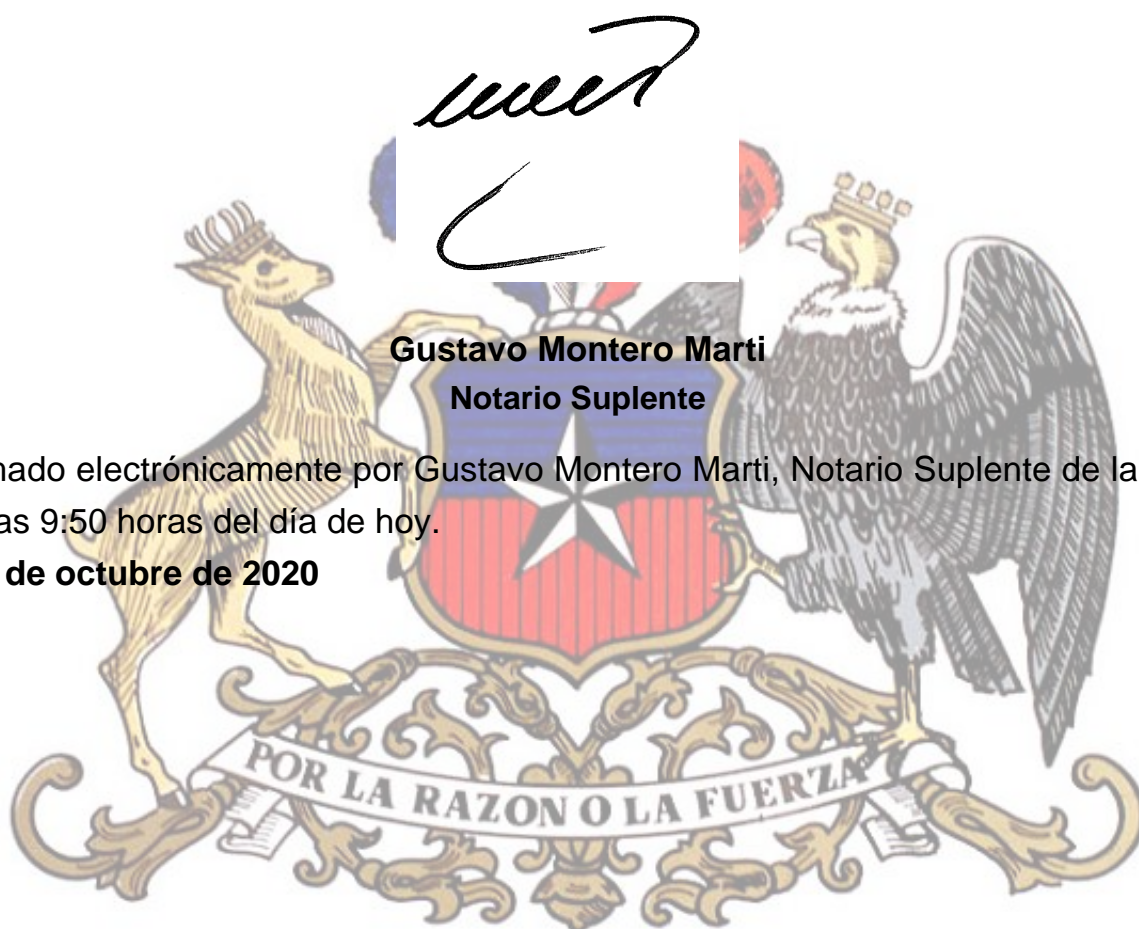 Gustavo Montero Marti
Notario Suplente
nado electrónicamente por Gustavo Montero Marti, Notario Suplente de la
as 9:50 horas del día de hoy.
de octubre de 2020
POR LA RAZON O LA FUERZA